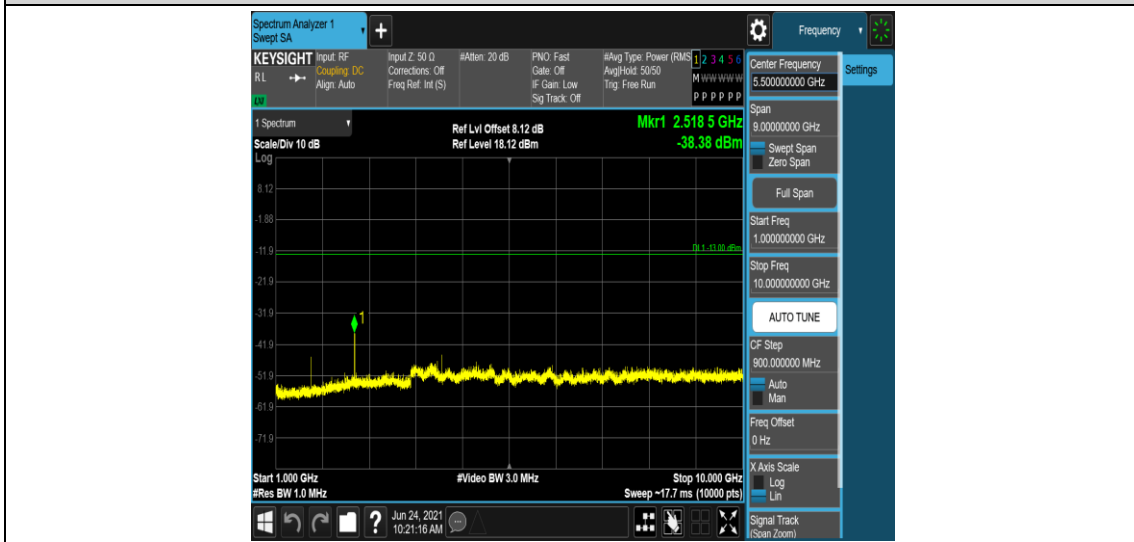 Spectrum Analyzer 1
Swept SA
+
Frequency
KEYSIGHT
RL
LXI
Input: RF
Coupling: DC
Align: Auto
Input Z: 50 Ω
Corrections: Off
Freq Ref: Int (S)
#Atten: 20 dB
PNO: Fast
Gate: Off
IF Gain: Low
Sig Track: Off
#Avg Type: Power (RMS
Avg|Hold: 50/50
Trig: Free Run
1 2 3 4 5 6
M W W W W W
P P P P P P
1 Spectrum
Scale/Div 10 dB
Log
Ref Lvl Offset 8.12 dB
Ref Level 18.12 dBm
Mkr1 2.518 5 GHz
-38.38 dBm
8.12
-1.88
-11.9
DL1 -13.00 dBm
-21.9
-31.9
1
-41.9
-51.9
-61.9
-71.9
Start 1.000 GHz
#Video BW 3.0 MHz
Stop 10.000 GHz
#Res BW 1.0 MHz
Sweep ~17.7 ms (10000 pts)
?
Jun 24, 2021
10:21:16 AM
Center Frequency
5.500000000 GHz
Settings
Span
9.00000000 GHz
Swept Span
Zero Span
Full Span
Start Freq
1.000000000 GHz
Stop Freq
10.000000000 GHz
AUTO TUNE
CF Step
900.000000 MHz
Auto
Man
Freq Offset
0 Hz
X Axis Scale
Log
Lin
Signal Track
(Span Zoom)